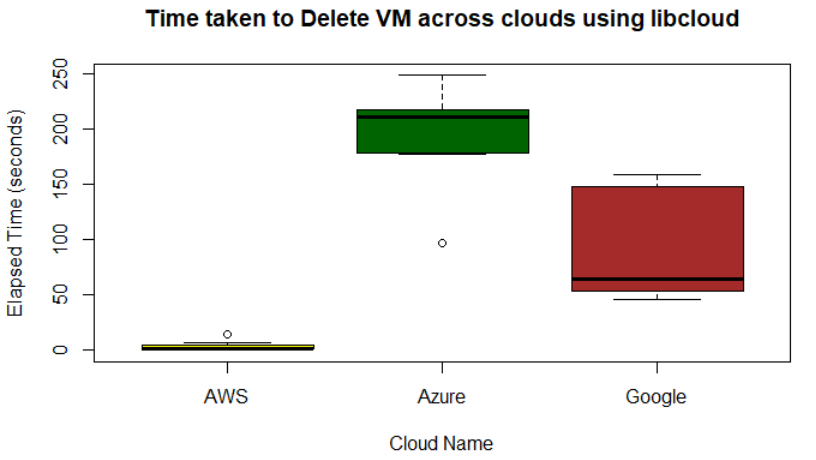 Time taken to Delete VM across clouds using libcloud
Elapsed Time (seconds)
250
200
150
100
50
0
AWS Azure Google
Cloud Name